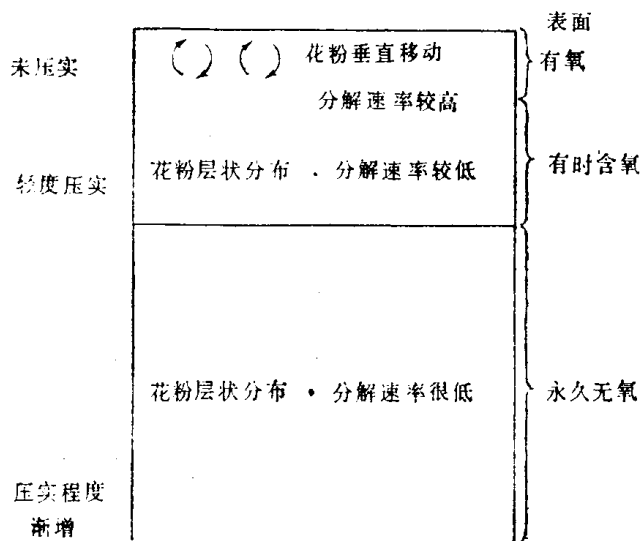 表面
未压实
花粉垂直移动
有氧
分解速率较高
轻度压实
花粉层状分布 · 分解速率较低
有时含氧
花粉层状分布 · 分解速率很低
永久无氧
压实程度
渐增